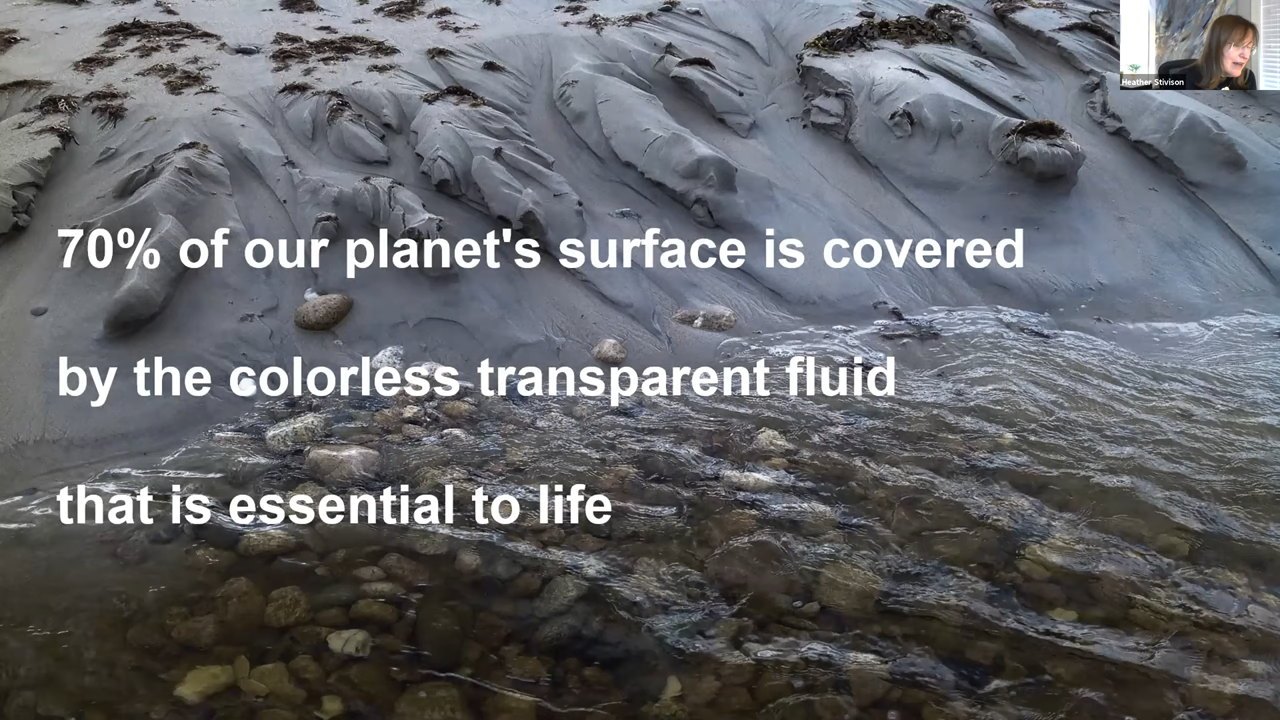 Heather Stivison
70% of our planet's surface is covered
by the colorless transparent fluid
that is essential to life